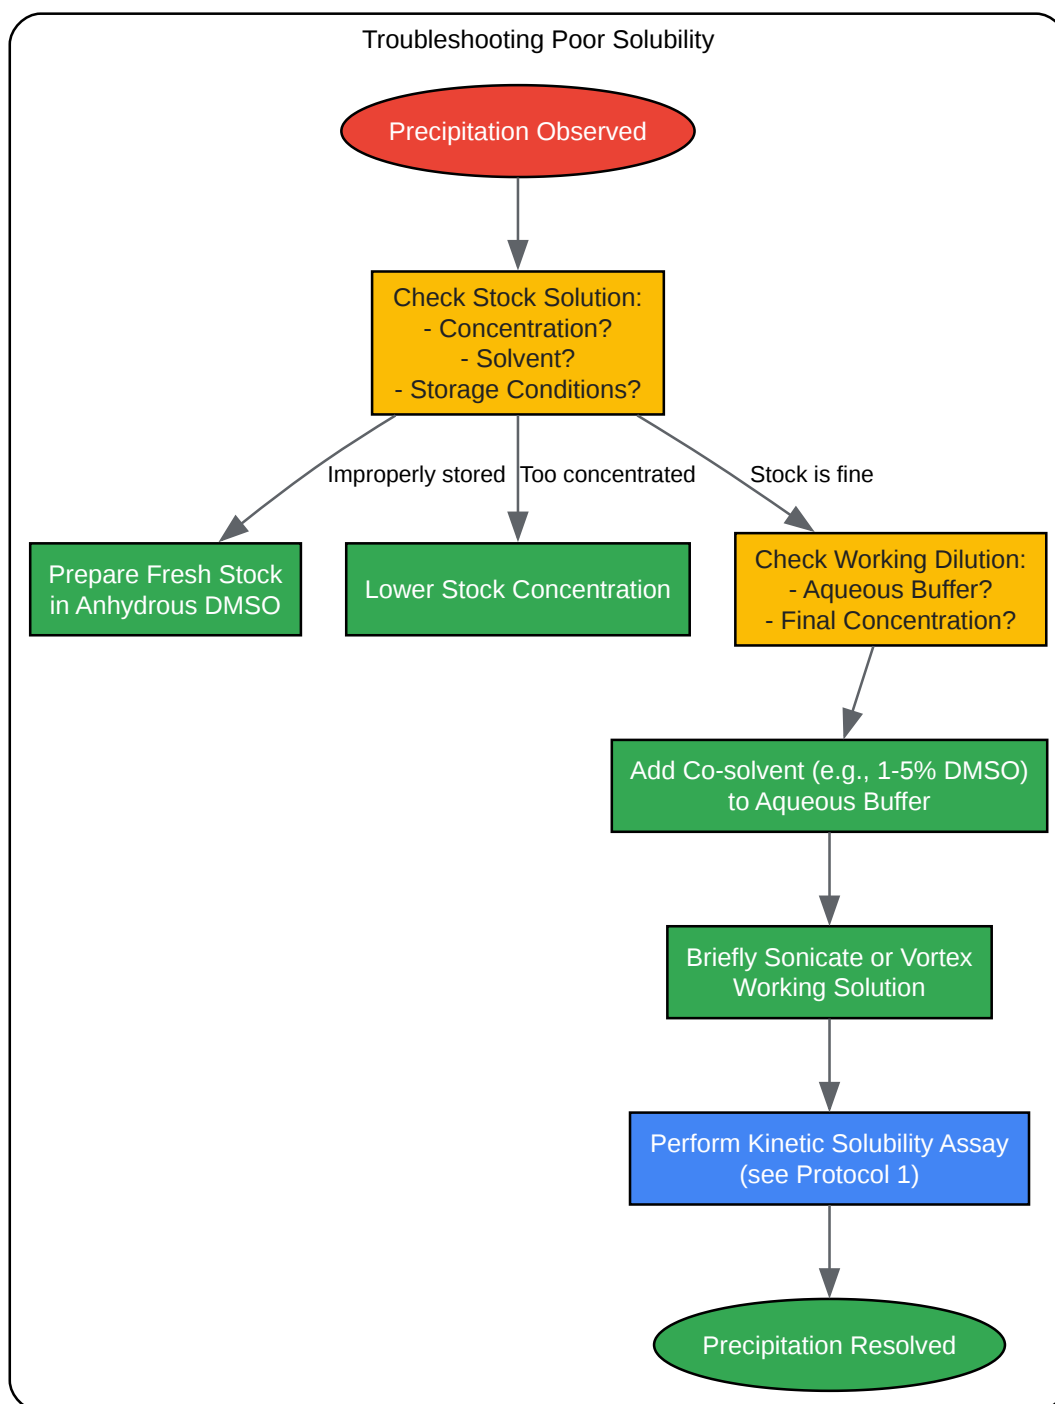 Troubleshooting Poor Solubility
Precipitation Observed
Check Stock Solution:
- Concentration?
- Solvent?
- Storage Conditions?
Improperly stored
Too concentrated
Stock is fine
Prepare Fresh Stock
in Anhydrous DMSO
Lower Stock Concentration
Check Working Dilution:
- Aqueous Buffer?
- Final Concentration?
Add Co-solvent (e.g., 1-5% DMSO)
to Aqueous Buffer
Briefly Sonicate or Vortex
Working Solution
Perform Kinetic Solubility Assay
(see Protocol 1)
Precipitation Resolved